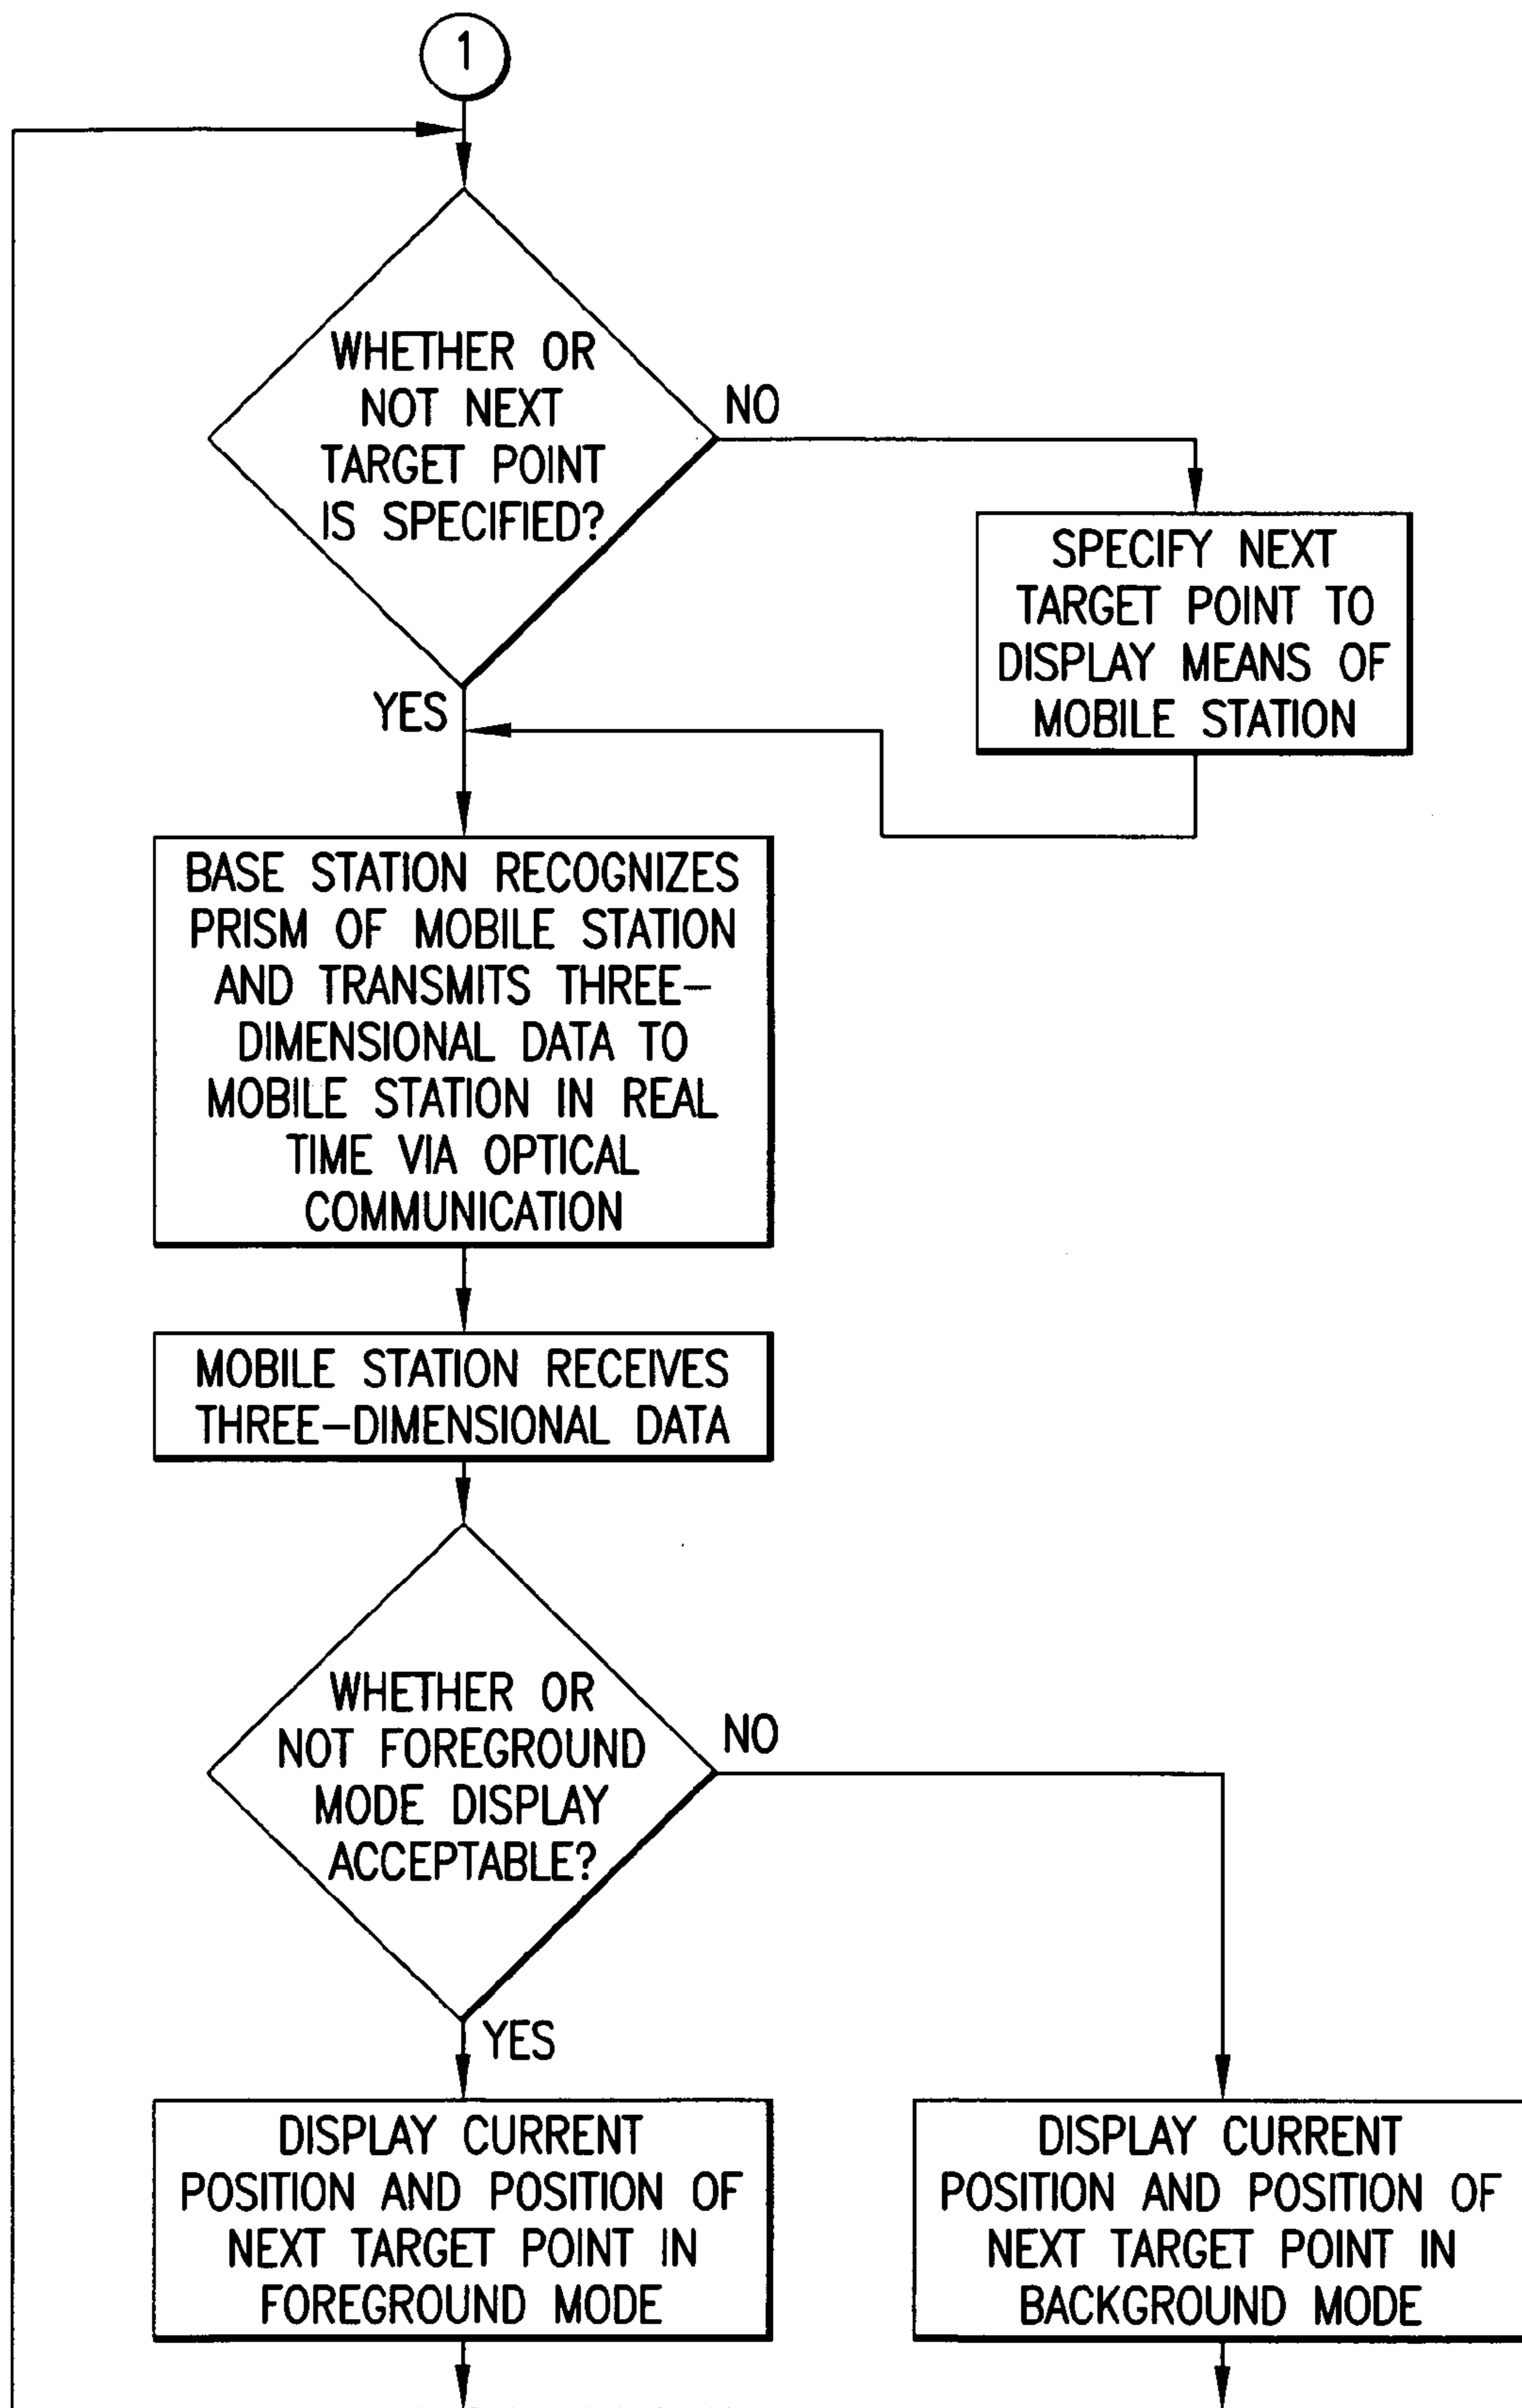 1
WHETHER OR
NOT NEXT
TARGET POINT
IS SPECIFIED?
NO
SPECIFY NEXT
TARGET POINT TO
DISPLAY MEANS OF
MOBILE STATION
YES
BASE STATION RECOGNIZES
PRISM OF MOBILE STATION
AND TRANSMITS THREE-
DIMENSIONAL DATA TO
MOBILE STATION IN REAL
TIME VIA OPTICAL
COMMUNICATION
MOBILE STATION RECEIVES
THREE-DIMENSIONAL DATA
WHETHER OR
NOT FOREGROUND
MODE DISPLAY
ACCEPTABLE?
NO
YES
DISPLAY CURRENT
POSITION AND POSITION OF
NEXT TARGET POINT IN
FOREGROUND MODE
DISPLAY CURRENT
POSITION AND POSITION OF
NEXT TARGET POINT IN
BACKGROUND MODE